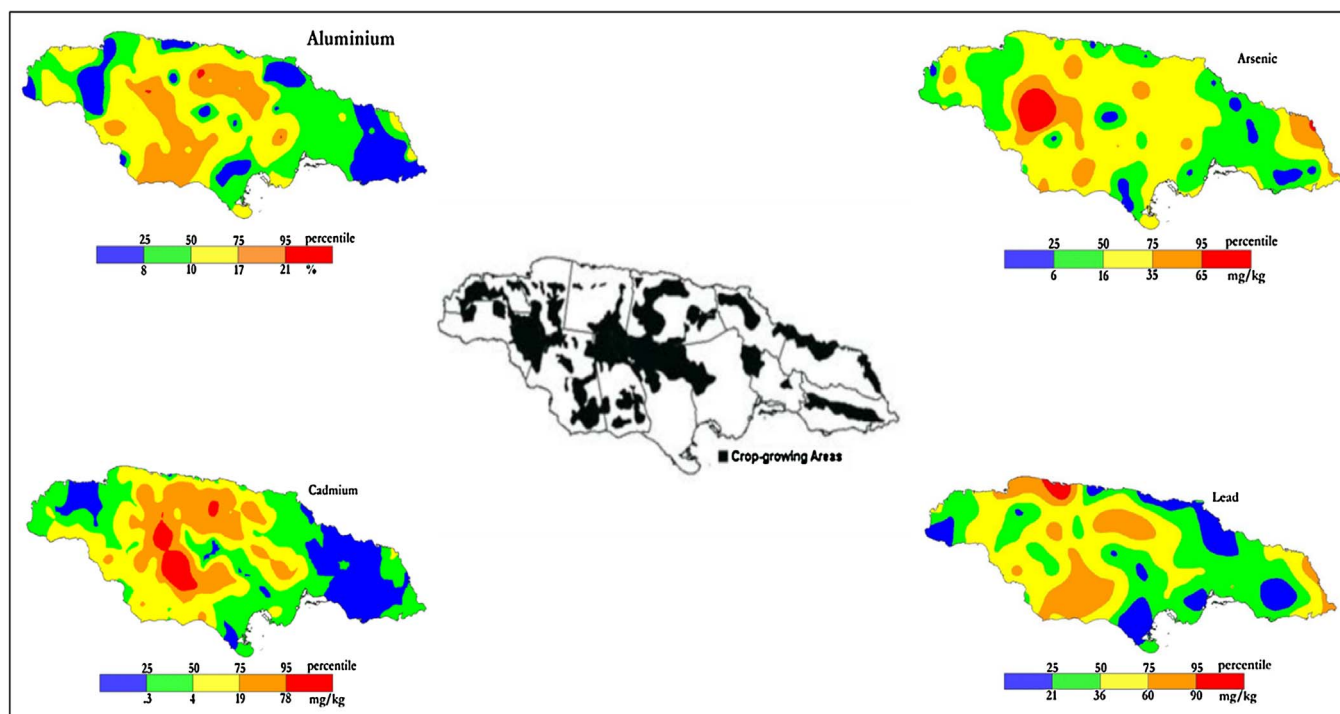 Aluminium
25 50 75 95 percentile
8 10 17 21 %
Arsenic
25 50 75 95 percentile
6 16 35 65 mg/kg
Crop-growing Areas
Cadmium
25 50 75 95 percentile
.3 4 19 78 mg/kg
Lead
25 50 75 95 percentile
21 36 60 90 mg/kg